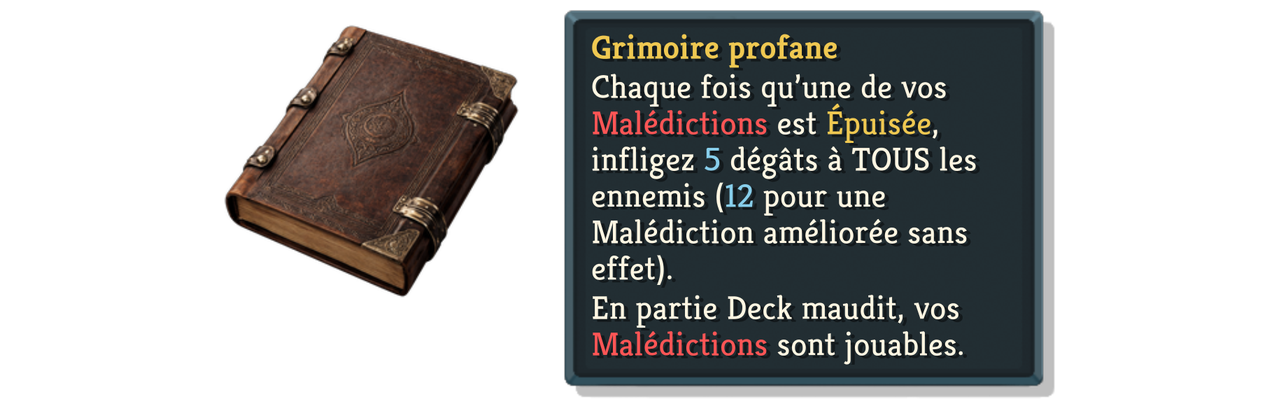 Grimoire profane
Chaque fois qu’une de vos
Malédictions est Épuisée,
infligez 5 dégâts à TOUS les
ennemis (12 pour une
Malédiction améliorée sans
effet).
En partie Deck maudit, vos
Malédictions sont jouables.